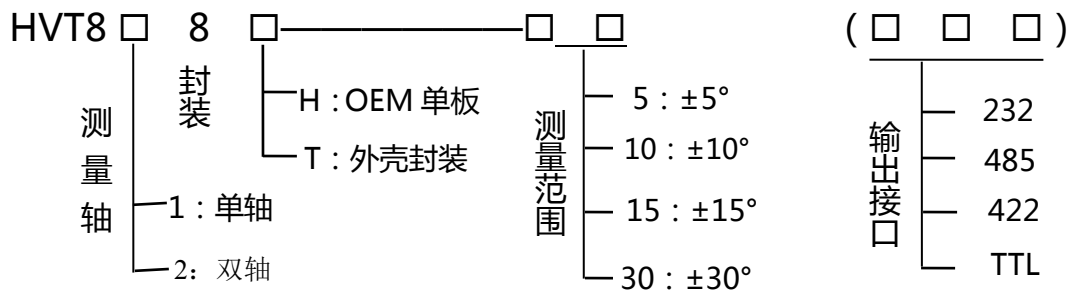 HVT8 □ 8 □ □ □ (□ □ □)
测量轴
1：单轴
2：双轴
封装
H：OEM 单板
T：外壳封装
测量范围
5：±5°
10：±10°
15：±15°
30：±30°
输出接口
232
485
422
TTL